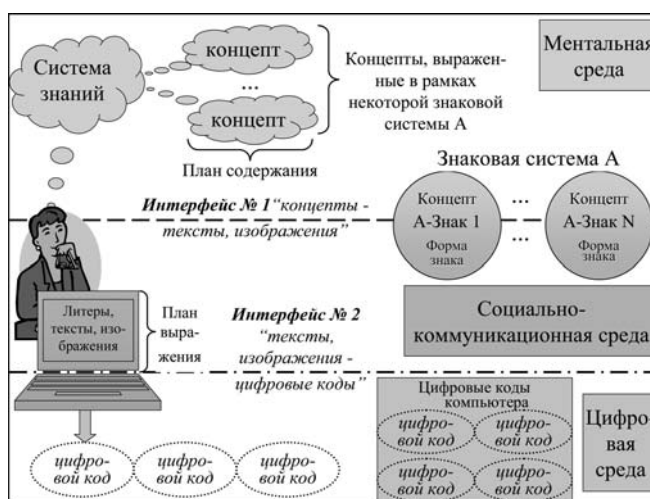 Система
знаний
концепт
...
концепт
План содержания
Концепты, выражен-
ные в рамках
некоторой знаковой
системы А
Ментальная
среда
Знаковая система А
Интерфейс № 1 “концепты -
тексты, изображения”
Концепт
А-Знак 1
Форма
знака
...
...
Концепт
А-Знак N
Форма
знака
Литеры,
тексты, изо-
бражения
План
выра-
жения
Интерфейс № 2
“тексты,
изображения -
цифровые коды”
Социально-
коммуникационная среда
цифро-
вой код
цифро-
вой код
цифро-
вой код
Цифровые коды
компьютера
цифро-
вой код
цифро-
вой код
цифро-
вой код
цифро-
вой код
Цифро-
вая
среда